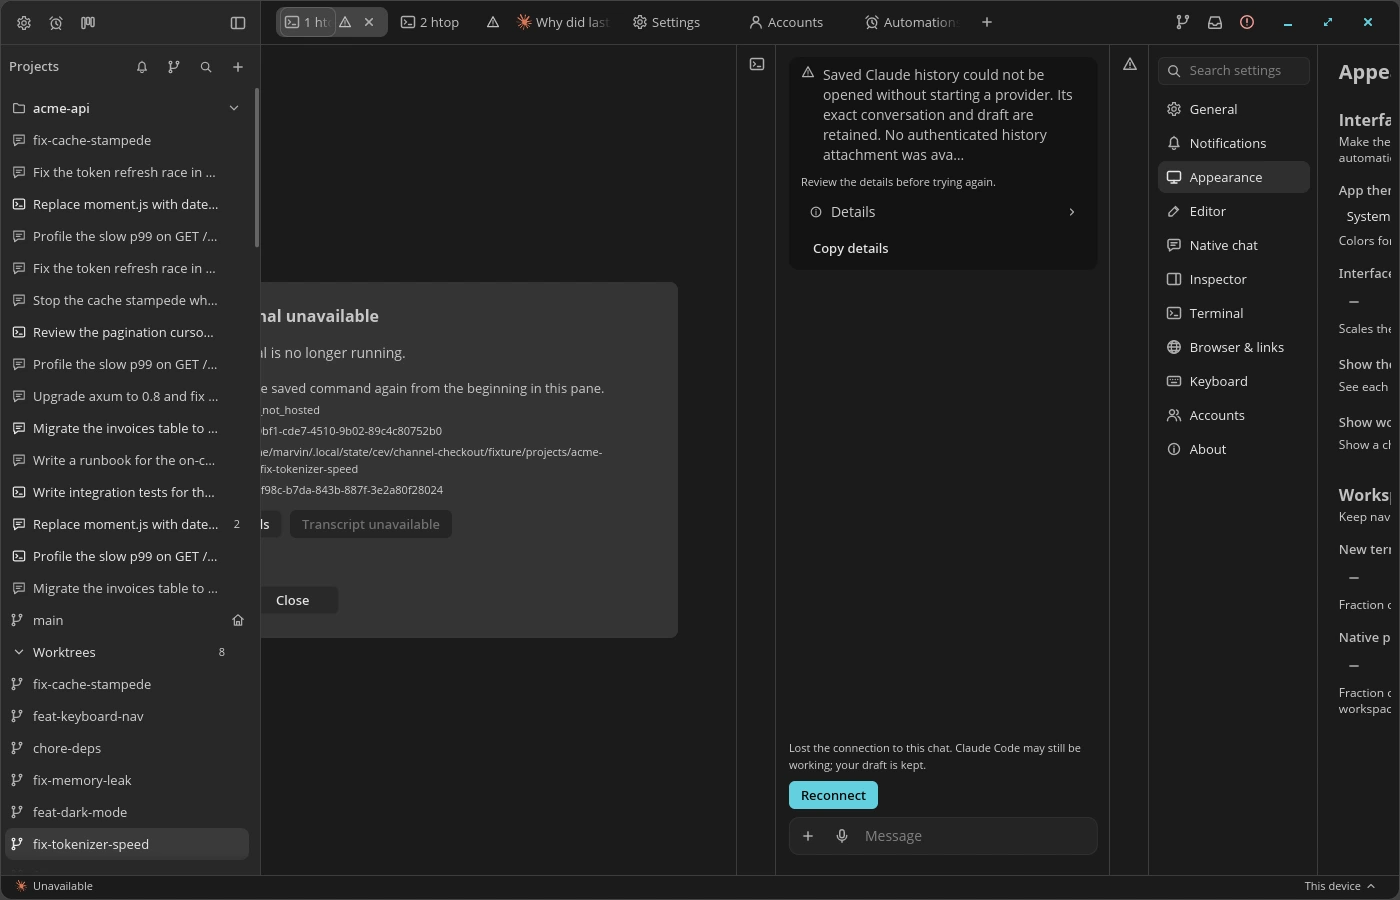 1 ht
2 htop
Why did last
Settings
Accounts
Automation
Projects
acme-api
fix-cache-stampede
Fix the token refresh race in ...
Replace moment.js with date...
Profile the slow p99 on GET /...
Fix the token refresh race in ...
Stop the cache stampede wh...
Review the pagination curso...
Profile the slow p99 on GET /...
Upgrade axum to 0.8 and fix ...
Migrate the invoices table to ...
Write a runbook for the on-c...
Write integration tests for th...
Replace moment.js with date... 2
Profile the slow p99 on GET /...
Migrate the invoices table to ...
main
Worktrees 8
fix-cache-stampede
feat-keyboard-nav
chore-deps
fix-memory-leak
feat-dark-mode
fix-tokenizer-speed
nal unavailable
al is no longer running.
e saved command again from the beginning in this pane.
_not_hosted
bf1-cde7-4510-9b02-89c4c80752b0
e/marvin/.local/state/cev/channel-checkout/fixture/projects/acme-
fix-tokenizer-speed
f98c-b7da-843b-887f-3e2a80f28024
ls
Transcript unavailable
Close
Saved Claude history could not be
opened without starting a provider. Its
exact conversation and draft are
retained. No authenticated history
attachment was ava...
Review the details before trying again.
Details
Copy details
Lost the connection to this chat. Claude Code may still be
working; your draft is kept.
Reconnect
Message
Search settings
General
Notifications
Appearance
Editor
Native chat
Inspector
Terminal
Browser & links
Keyboard
Accounts
About
Appe
Interfa
Make the
automati
App ther
System
Colors for
Interface
Scales the
Show the
See each
Show wo
Show a ch
Worksp
Keep nav
New terr
Fraction o
Native p
Fraction o
workspac
Unavailable
This device